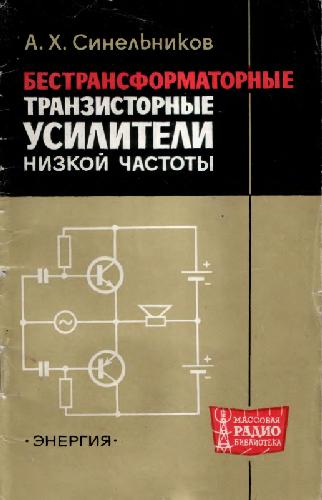 А. Х. Синельников
БЕСТРАНСФОРМАТОРНЫЕ
ТРАНЗИСТОРНЫЕ
УСИЛИТЕЛИ
НИЗКОЙ ЧАСТОТЫ
+
–
+
–
· ЭНЕРГИЯ ·
МАССОВАЯ
РАДИО
БИБЛИОТЕКА